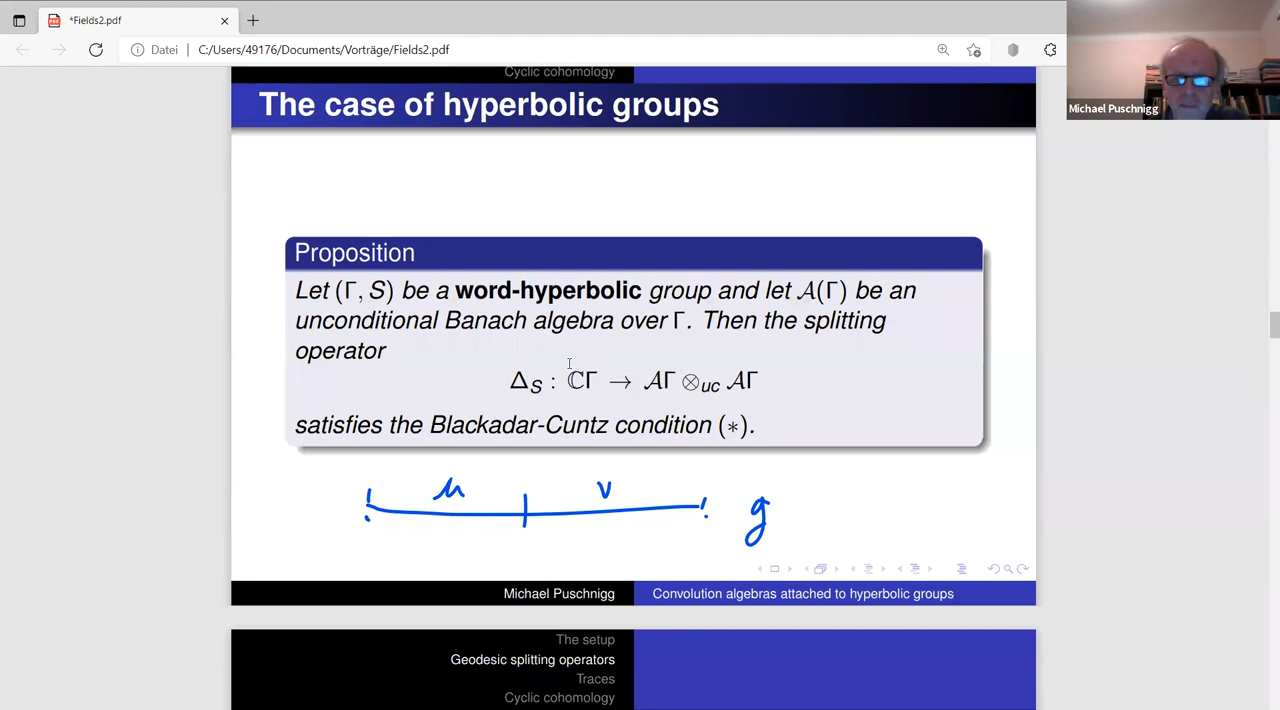 *Fields2.pdf
Datei
C:/Users/49176/Documents/Vorträge/Fields2.pdf
Michael Puschnigg
Cyclic cohomology
The case of hyperbolic groups
Proposition
Let (Γ, S) be a word-hyperbolic group and let 𝒜(Γ) be an
unconditional Banach algebra over Γ. Then the splitting
operator
Δ_S : ℂΓ → 𝒜Γ ⊗_uc 𝒜Γ
satisfies the Blackadar-Cuntz condition (∗).
u v g
Michael Puschnigg Convolution algebras attached to hyperbolic groups
The setup
Geodesic splitting operators
Traces
Cyclic cohomology